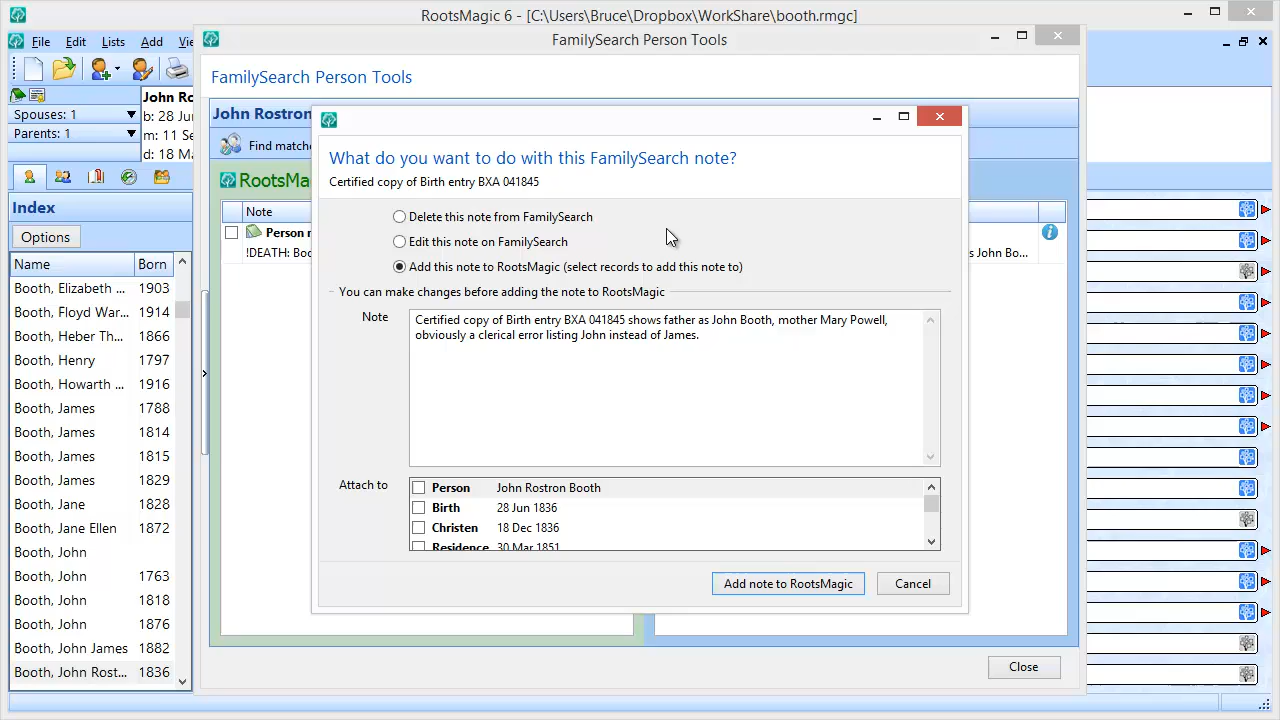 RootsMagic 6 - [C:\Users\Bruce\Dropbox\WorkShare\booth.rmgc]
FamilySearch Person Tools
File Edit Lists Add
FamilySearch Person Tools
Spouses: 1
Parents: 1
John
b: 28
m: 11
d: 18
John Rostron
Find
What do you want to do with this FamilySearch note?
Certified copy of Birth entry BXA 041845
Delete this note from FamilySearch
Edit this note on FamilySearch
Add this note to RootsMagic (select records to add this note to)
You can make changes before adding the note to RootsMagic
Note
Certified copy of Birth entry BXA 041845 shows father as John Booth, mother Mary Powell,
obviously a clerical error listing John instead of James.
Attach to
Person John Rostron Booth
Birth 28 Jun 1836
Christen 18 Dec 1836
Residence 30 Mar 1851
Add note to RootsMagic
Cancel
Note
Person
!DEATH:
s John Bo...
Close
Index
Options
Name Born
Booth, Elizabeth ... 1903
Booth, Floyd War... 1914
Booth, Heber Th... 1866
Booth, Henry 1797
Booth, Howarth ... 1916
Booth, James 1788
Booth, James 1814
Booth, James 1815
Booth, James 1829
Booth, Jane 1828
Booth, Jane Ellen 1872
Booth, John
Booth, John 1763
Booth, John 1818
Booth, John 1876
Booth, John James 1882
Booth, John Rost... 1836